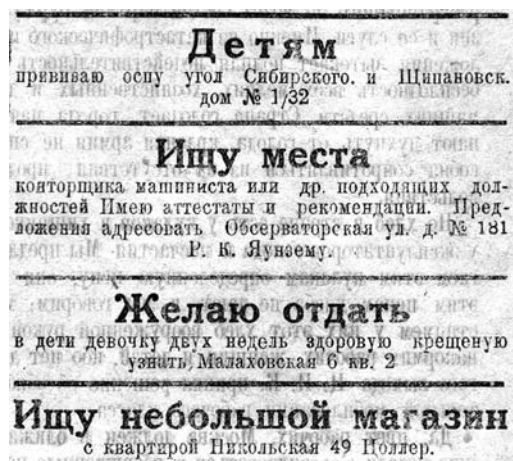 Детям
прививаю оспу угол Сибирского. и Щипановск.
дом № 1/32
Ищу места
конторщика машиниста или др. подходящих дол-
жностей Имею аттестаты и рекомендации. Пред-
ложения адресовать Обсерваторская ул. д. № 181
Р. К. Яунзему.
Желаю отдать
в дети девочку двух недель здоровую крещеную
узнать, Малаховская 6 кв. 2
Ищу небольшой магазин
с квартирой Никольская 49 Поллер.